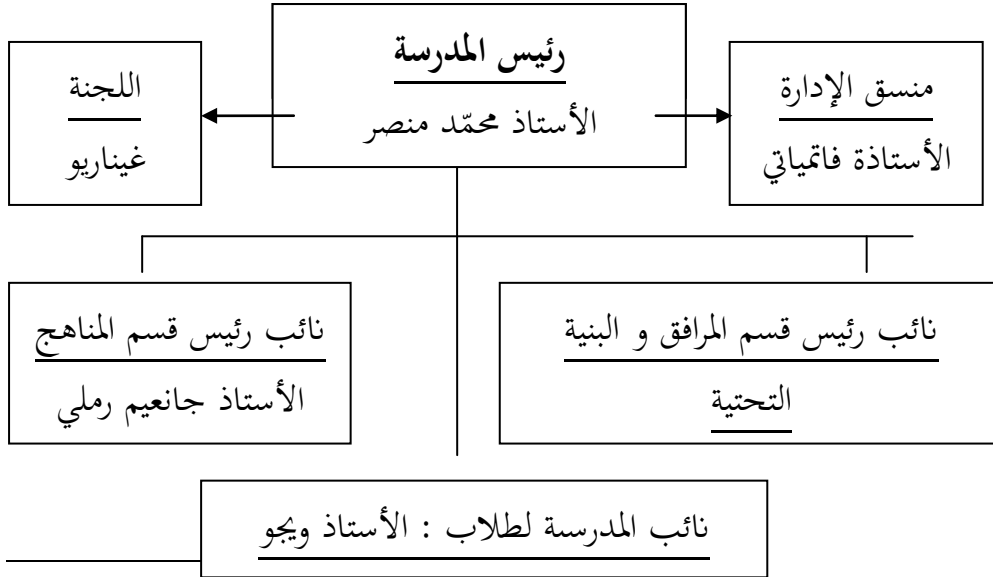 رئيس المدرسة
الأستاذ محمّد منصر
منسق الإدارة
الأستاذة فاتمياتي
اللجنة
غيناريو
نائب رئيس قسم المرافق و البنية
التحتية
نائب رئيس قسم المناهج
الأستاذ جانعيم رملي
نائب المدرسة لطلاب : الأستاذ ويجو